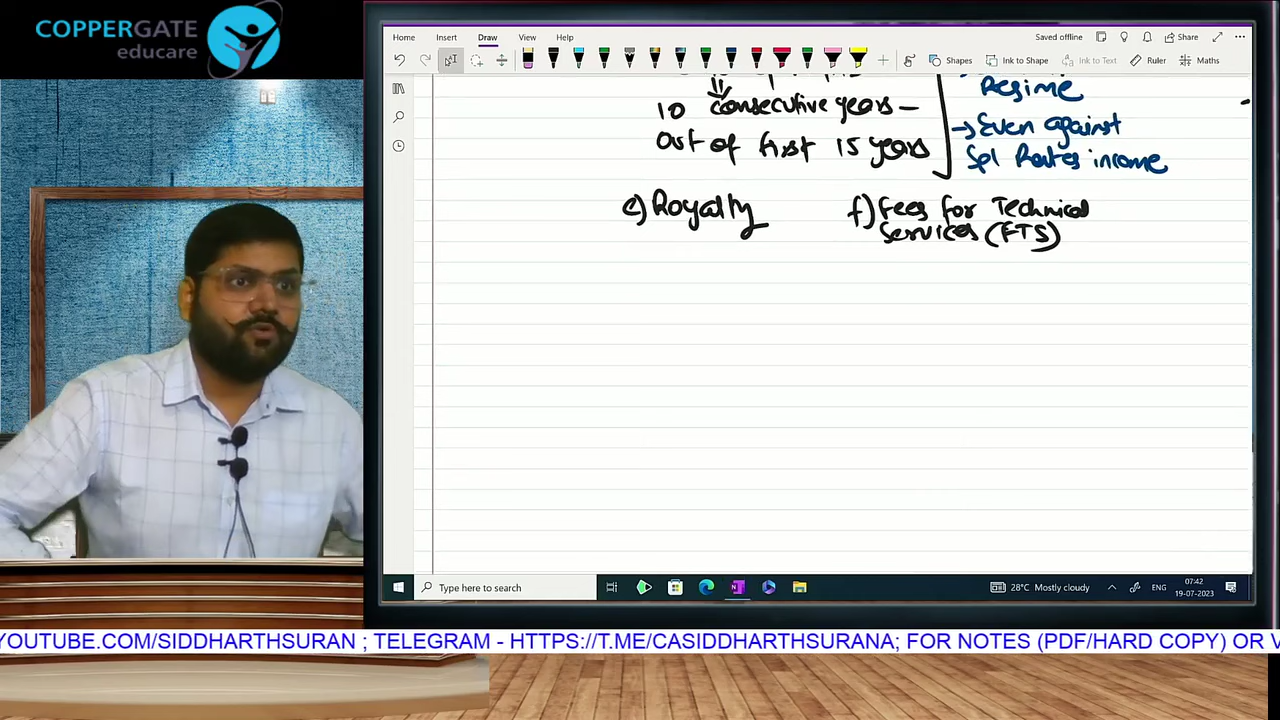 COPPERGATE
educare
Home Insert Draw View Help
Saved offline
Share
Shapes
Ink to Shape
Ink to Text
Ruler
Maths
10 consecutive years -
out of first 15 years
Regime
→ Even against
Spl Rates income
e) Royalty
f) Fees for Technical
Services (FTS)
Type here to search
28°C Mostly cloudy
ENG
07:42
19-07-2023
YOUTUBE.COM/SIDDHARTHSURAN ; TELEGRAM - HTTPS://T.ME/CASIDDHARTHSURANA; FOR NOTES (PDF/HARD COPY) OR V